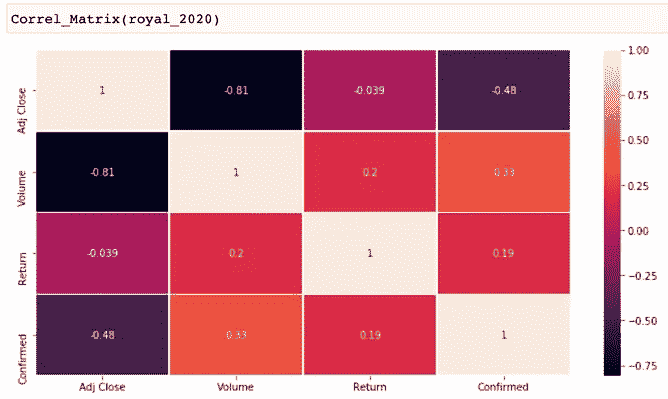 Correl_Matrix(royal_2020)
Adj Close
1
-0.81
-0.039
-0.48
Volume
-0.81
1
0.2
0.33
Return
-0.039
0.2
1
0.19
Confirmed
-0.48
0.33
0.19
1
Adj Close
Volume
Return
Confirmed
1.00
0.75
0.50
0.25
0.00
-0.25
-0.50
-0.75